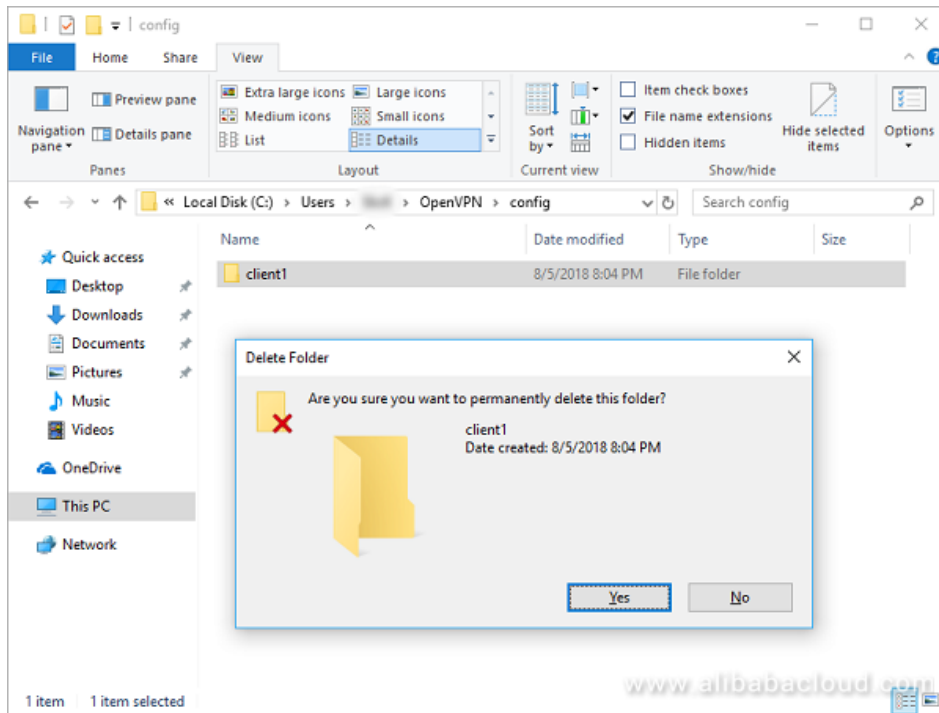 config
File Home Share View
Navigation pane
Preview pane
Details pane
Panes
Extra large icons Large icons
Medium icons Small icons
List Details
Layout
Sort by
Current view
Item check boxes
File name extensions
Hidden items
Hide selected items
Show/hide
Options
« Local Disk (C:) › Users › › OpenVPN › config
Search config
Name Date modified Type Size
client1 8/5/2018 8:04 PM File folder
Quick access
Desktop
Downloads
Documents
Pictures
Music
Videos
OneDrive
This PC
Network
Delete Folder
Are you sure you want to permanently delete this folder?
client1
Date created: 8/5/2018 8:04 PM
Yes No
1 item 1 item selected
www.alibabacloud.com